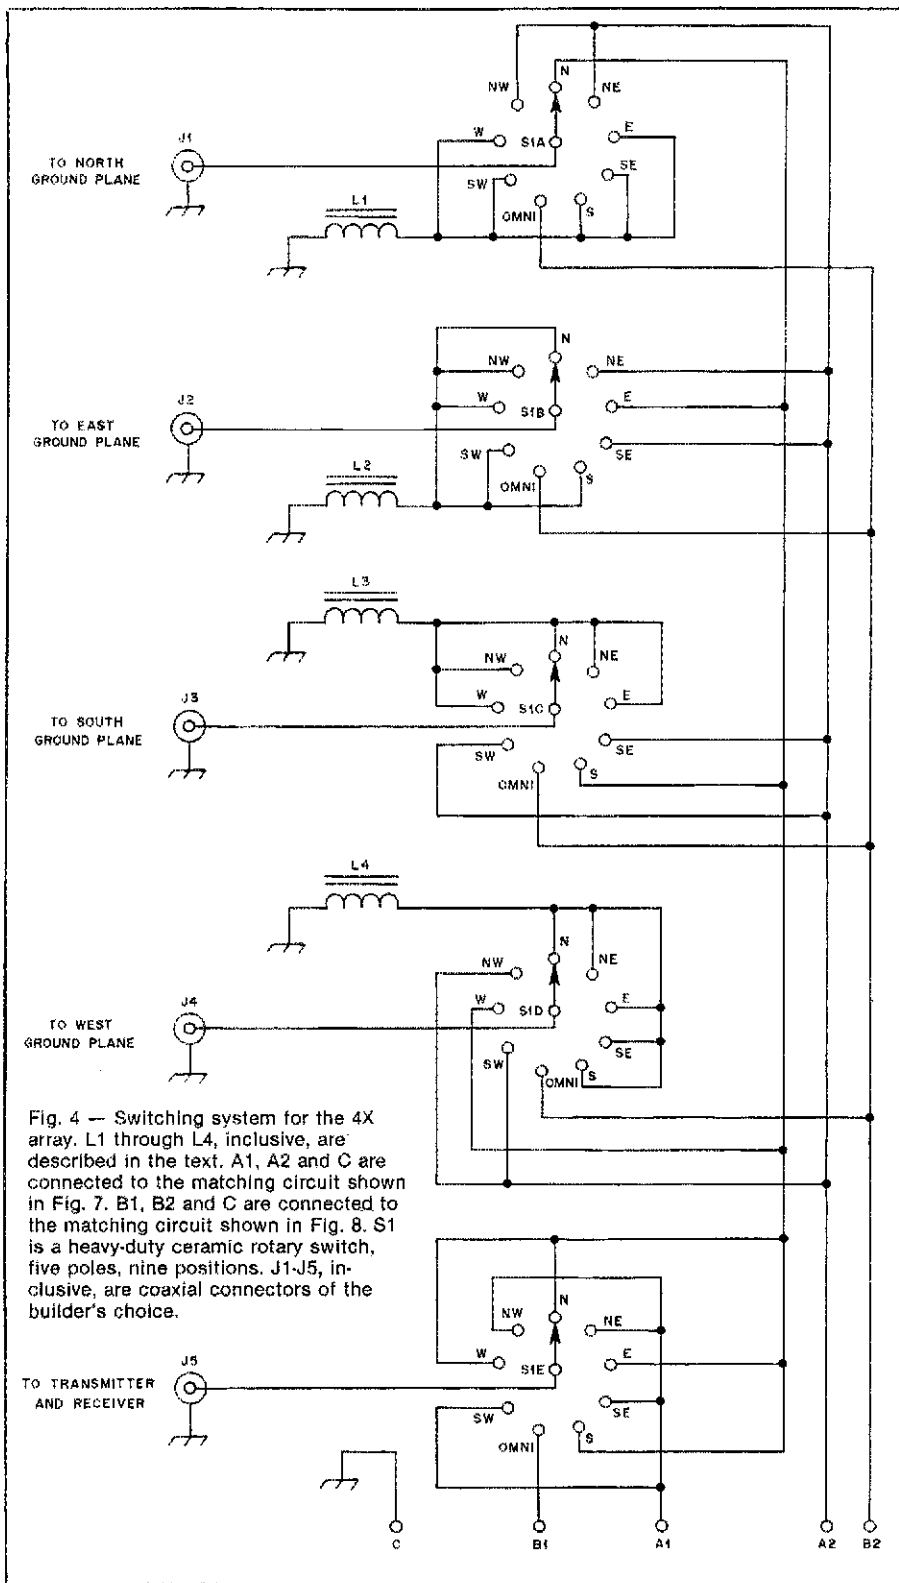 N
NW
NE
J1
W
S1A
E
TO NORTH
GROUND PLANE
SW
SE
L1
OMNI
S
N
NW
NE
J2
W
S1B
E
TO EAST
GROUND PLANE
SW
SE
L2
OMNI
S
L3
N
NW
NE
J3
W
S1C
E
TO SOUTH
GROUND PLANE
SW
SE
OMNI
S
L4
N
NW
NE
J4
W
S1D
E
TO WEST
GROUND PLANE
SW
SE
OMNI
S
Fig. 4 — Switching system for the 4X
array. L1 through L4, inclusive, are
described in the text. A1, A2 and C are
connected to the matching circuit shown
in Fig. 7. B1, B2 and C are connected to
the matching circuit shown in Fig. 8. S1
is a heavy-duty ceramic rotary switch,
five poles, nine positions. J1-J5, in-
clusive, are coaxial connectors of the
builder's choice.
N
NW
NE
J5
W
S1E
E
TO TRANSMITTER
AND RECEIVER
SW
SE
OMNI
S
C
B1
A1
A2
B2